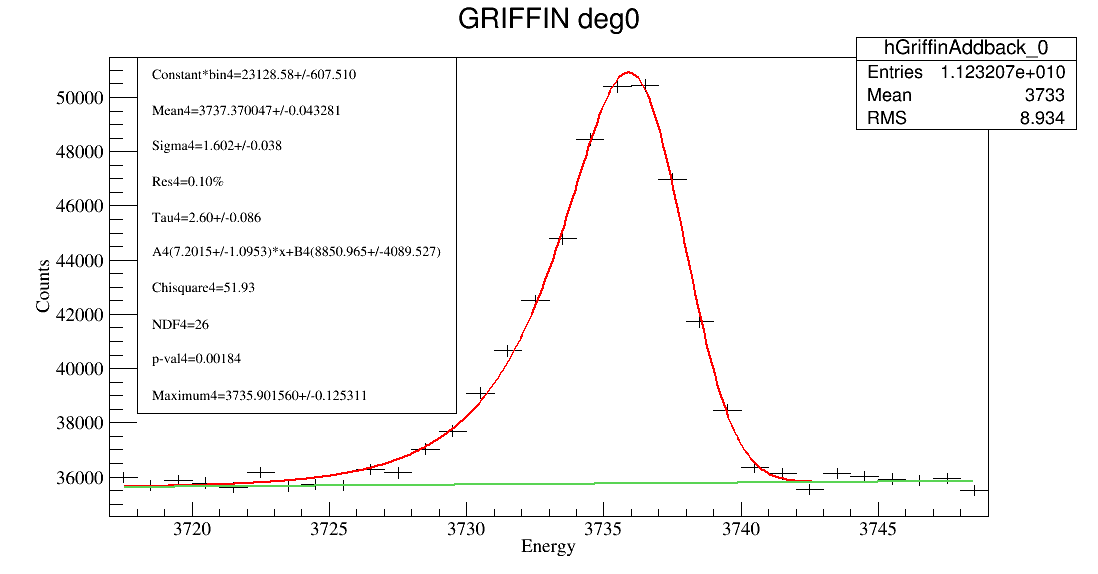 GRIFFIN deg0
hGriffinAddback_0
Entries 1.123207e+010
Mean 3733
RMS 8.934
Constant*bin4=23128.58+/-607.510
Mean4=3737.370047+/-0.043281
Sigma4=1.602+/-0.038
Res4=0.10%
Tau4=2.60+/-0.086
A4(7.2015+/-1.0953)*x+B4(8850.965+/-4089.527)
Chisquare4=51.93
NDF4=26
p-val4=0.00184
Maximum4=3735.901560+/-0.125311
Counts
50000
48000
46000
44000
42000
40000
38000
36000
3720 3725 3730 3735 3740 3745
Energy